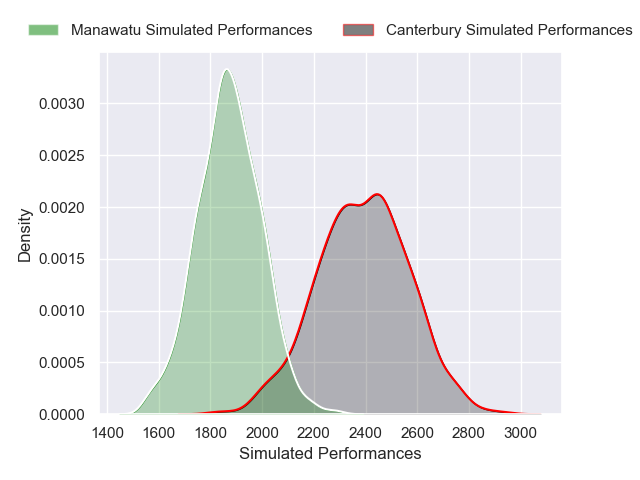 Manawatu Simulated Performances
Canterbury Simulated Performances
0.0030
0.0025
0.0020
0.0015
0.0010
0.0005
0.0000
Density
1400 1600 1800 2000 2200 2400 2600 2800 3000
Simulated Performances